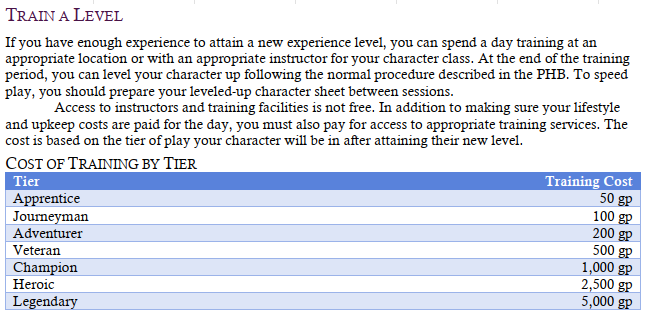 TRAIN A LEVEL
If you have enough experience to attain a new experience level, you can spend a day training at an
appropriate location or with an appropriate instructor for your character class. At the end of the training
period, you can level your character up following the normal procedure described in the PHB. To speed
play, you should prepare your leveled-up character sheet between sessions.
Access to instructors and training facilities is not free. In addition to making sure your lifestyle
and upkeep costs are paid for the day, you must also pay for access to appropriate training services. The
cost is based on the tier of play your character will be in after attaining their new level.
COST OF TRAINING BY TIER
Tier Training Cost
Apprentice 50 gp
Journeyman 100 gp
Adventurer 200 gp
Veteran 500 gp
Champion 1,000 gp
Heroic 2,500 gp
Legendary 5,000 gp